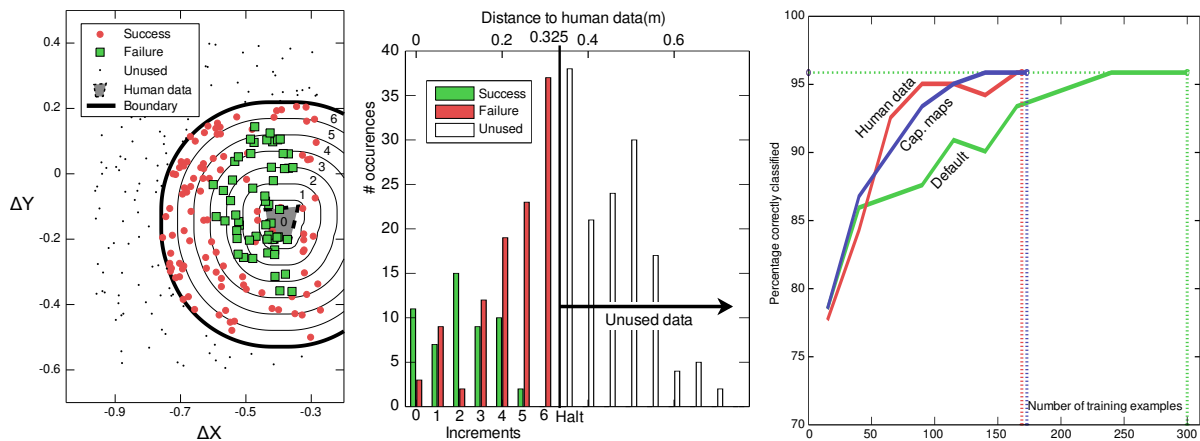 Success
Failure
Unused
Human data
Boundary
0.4
0.2
0
-0.2
-0.4
-0.6
ΔY
6
5
4
3
2
1
0
-0.9
-0.7
-0.5
-0.3
ΔX
Distance to human data(m)
0
0.2
0.325
0.4
0.6
40
35
30
25
20
15
10
5
0
# occurences
Success
Failure
Unused
Unused data
0
1
2
3
4
5
6
Halt
Increments
100
95
90
85
80
75
70
Percentage correctly classified
Human data
Cap. maps
Default
Number of training examples
0
50
100
150
200
250
300